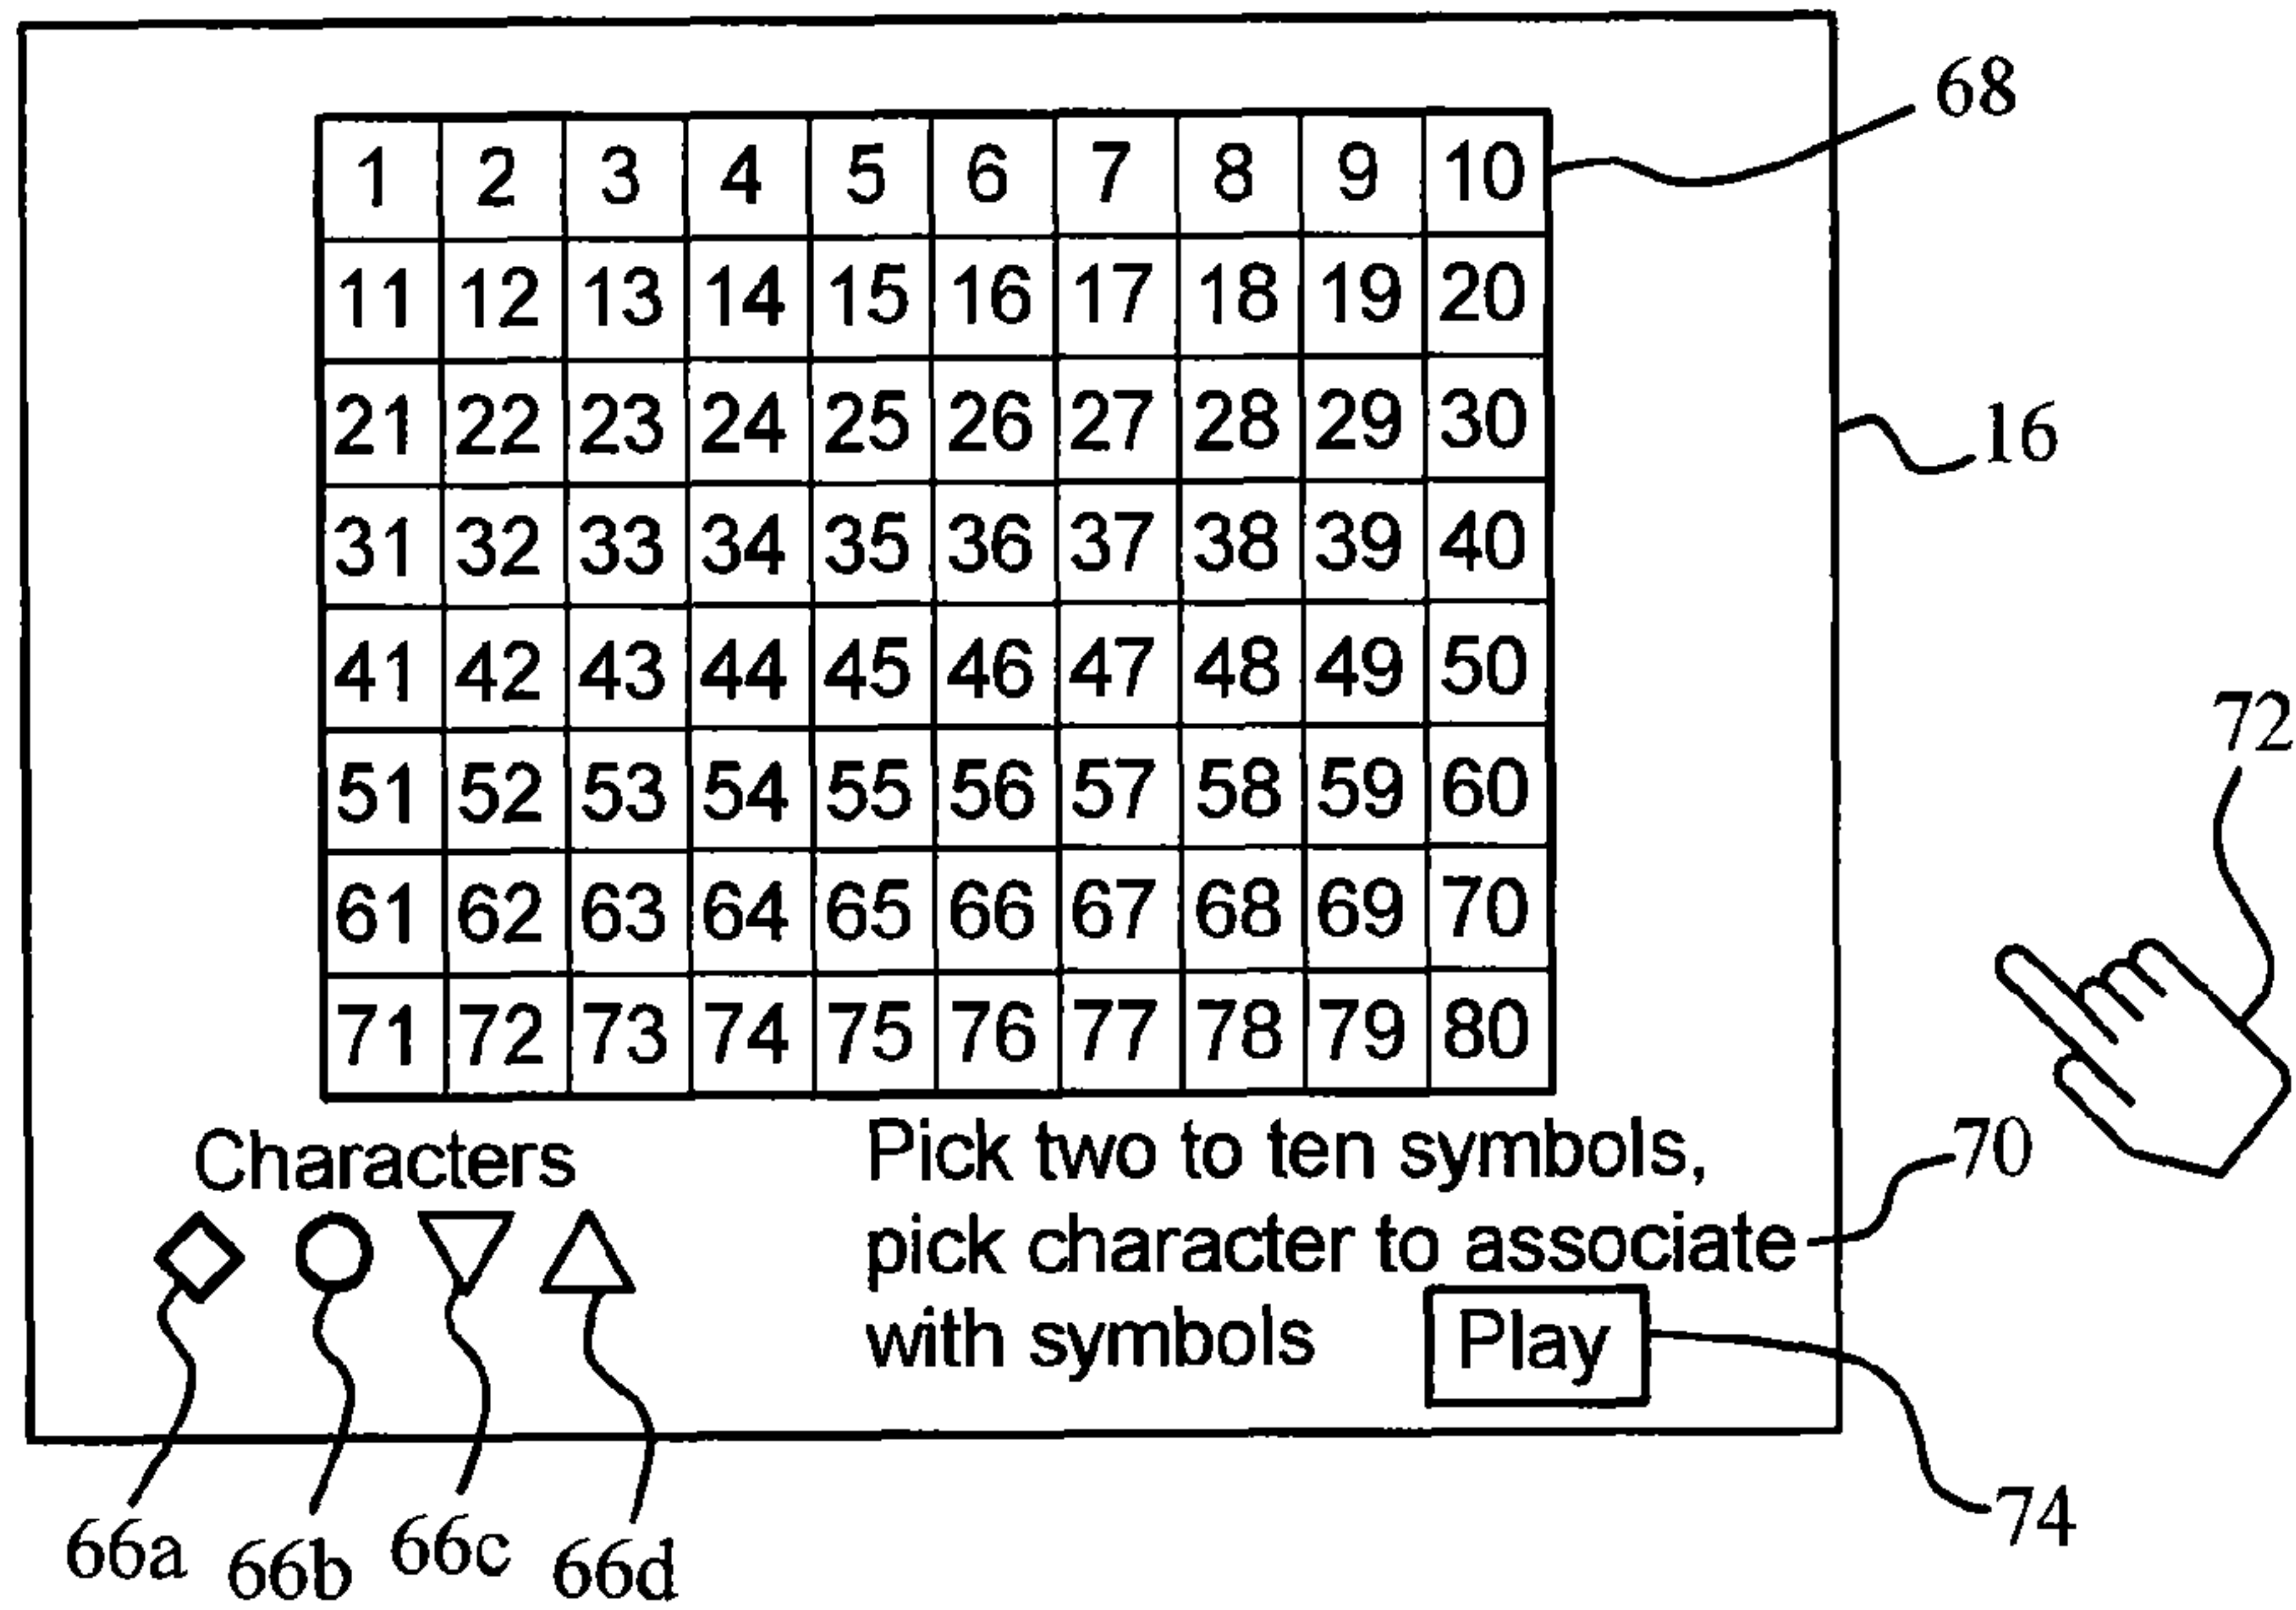 68
1 2 3 4 5 6 7 8 9 10
11 12 13 14 15 16 17 18 19 20
21 22 23 24 25 26 27 28 29 30
16
31 32 33 34 35 36 37 38 39 40
41 42 43 44 45 46 47 48 49 50
72
51 52 53 54 55 56 57 58 59 60
61 62 63 64 65 66 67 68 69 70
71 72 73 74 75 76 77 78 79 80
Characters
Pick two to ten symbols,
pick character to associate
with symbols
70
Play
74
66a 66b 66c 66d